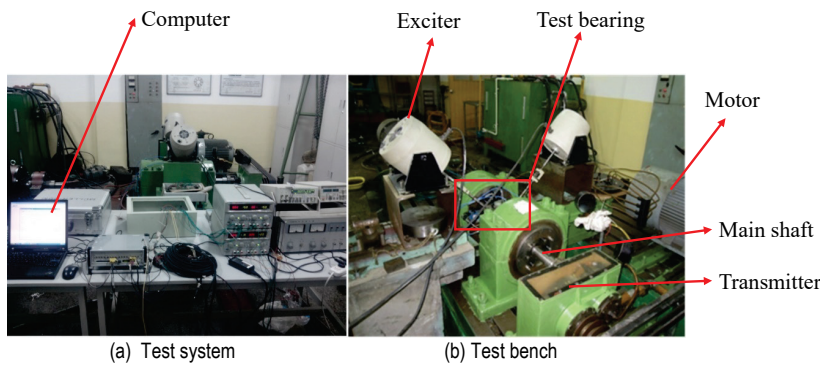 Computer
Exciter
Test bearing
Motor
Main shaft
Transmitter
(a) Test system
(b) Test bench